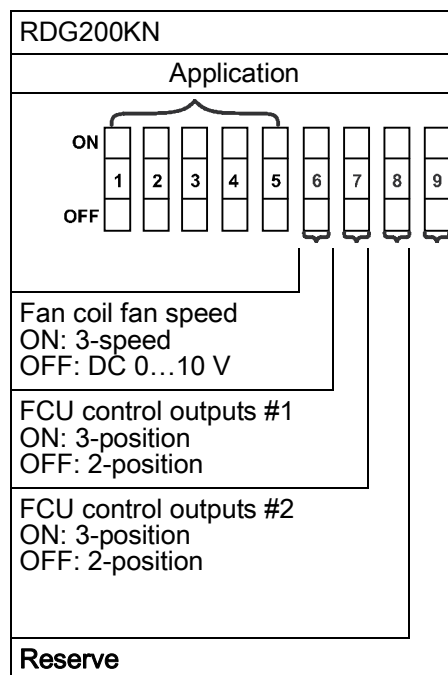 RDG200KN
Application
ON
1 2 3 4 5 6 7 8 9
OFF
Fan coil fan speed
ON: 3-speed
OFF: DC 0…10 V
FCU control outputs #1
ON: 3-position
OFF: 2-position
FCU control outputs #2
ON: 3-position
OFF: 2-position
Reserve